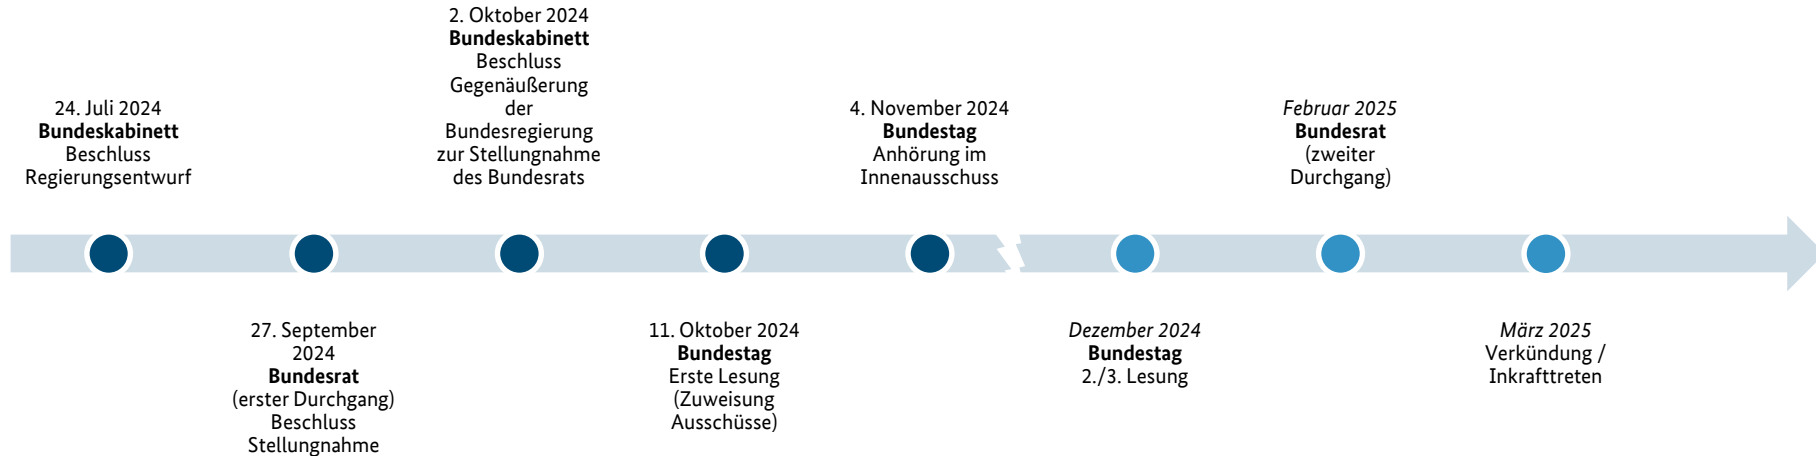 24. Juli 2024
Bundeskabinett
Beschluss
Regierungsentwurf
27. September
2024
Bundesrat
(erster Durchgang)
Beschluss
Stellungnahme
2. Oktober 2024
Bundeskabinett
Beschluss
Gegenäußerung
der
Bundesregierung
zur Stellungnahme
des Bundesrats
11. Oktober 2024
Bundestag
Erste Lesung
(Zuweisung
Ausschüsse)
4. November 2024
Bundestag
Anhörung im
Innenausschuss
Dezember 2024
Bundestag
2./3. Lesung
Februar 2025
Bundesrat
(zweiter
Durchgang)
März 2025
Verkündung /
Inkrafttreten